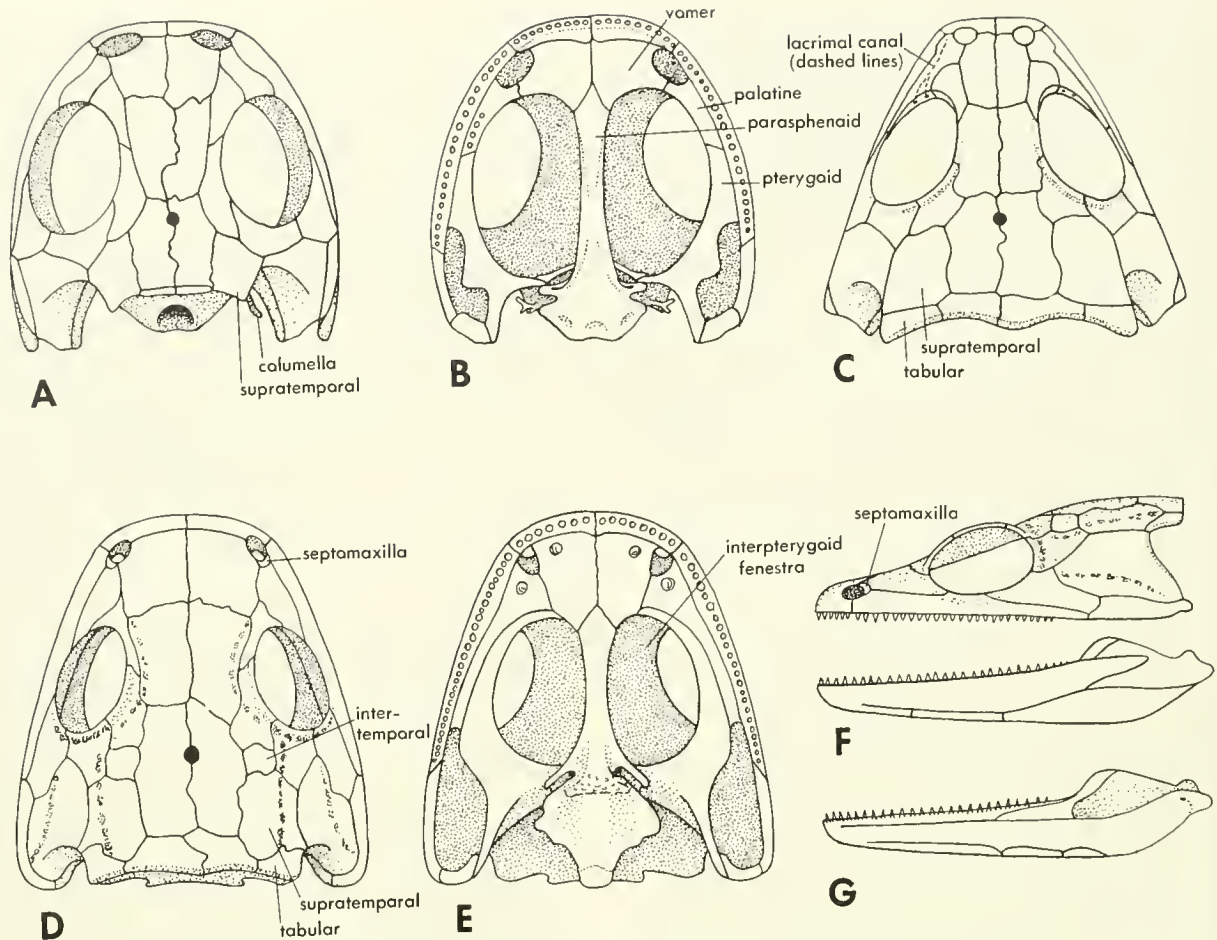 vomer
lacrimal canal
(dashed lines)
palatine
parasphenoid
pterygoid
columella
supratemporal
supratemporal
tabular
A
B
C
septomaxilla
interpterygoid
fenestra
septomaxilla
inter-
temporal
supratemporal
tabular
D
E
F
G